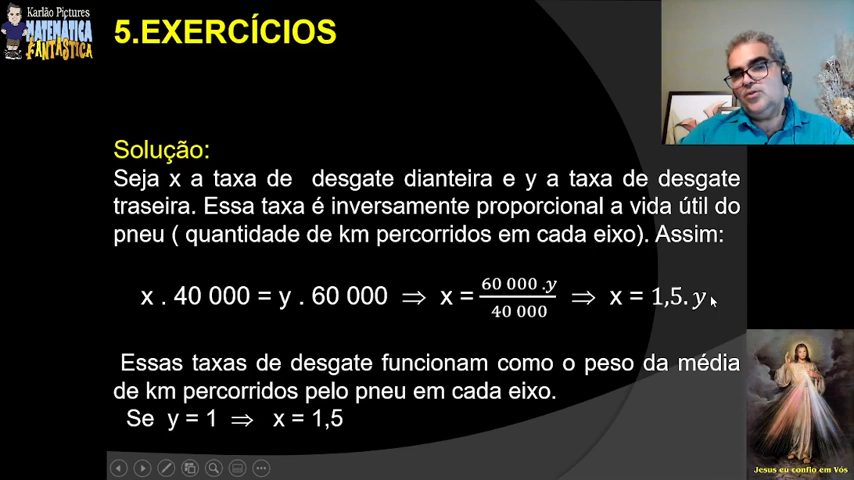 Karlão Pictures
MATEMÁTICA
FANTÁSTICA
5.EXERCÍCIOS
Solução:
Seja x a taxa de desgate dianteira e y a taxa de desgate
traseira. Essa taxa é inversamente proporcional a vida útil do
pneu ( quantidade de km percorridos em cada eixo). Assim:
x . 40 000 = y . 60 000 ⇒ x = 60 000 .y / 40 000 ⇒ x = 1,5. y
Essas taxas de desgate funcionam como o peso da média
de km percorridos pelo pneu em cada eixo.
Se y = 1 ⇒ x = 1,5
Jesus eu confio em Vós